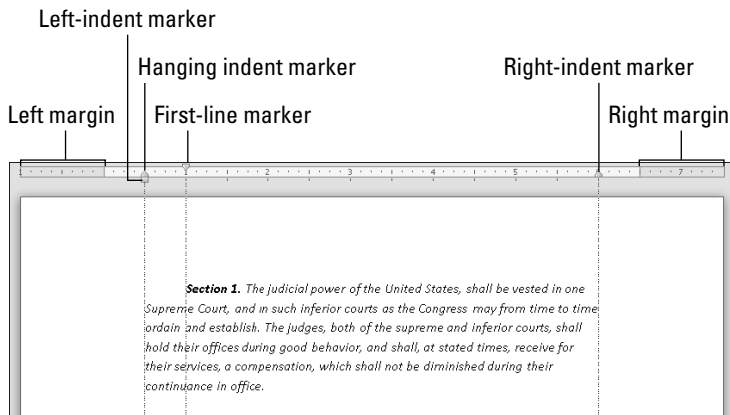 Left-indent marker
Hanging indent marker Right-indent marker
Left margin First-line marker Right margin
1 1 2 3 4 5 7
Section 1. The judicial power of the United States, shall be vested in one
Supreme Court, and in such inferior courts as the Congress may from time to time
ordain and establish. The judges, both of the supreme and inferior courts, shall
hold their offices during good behavior, and shall, at stated times, receive for
their services, a compensation, which shall not be diminished during their
continuance in office.